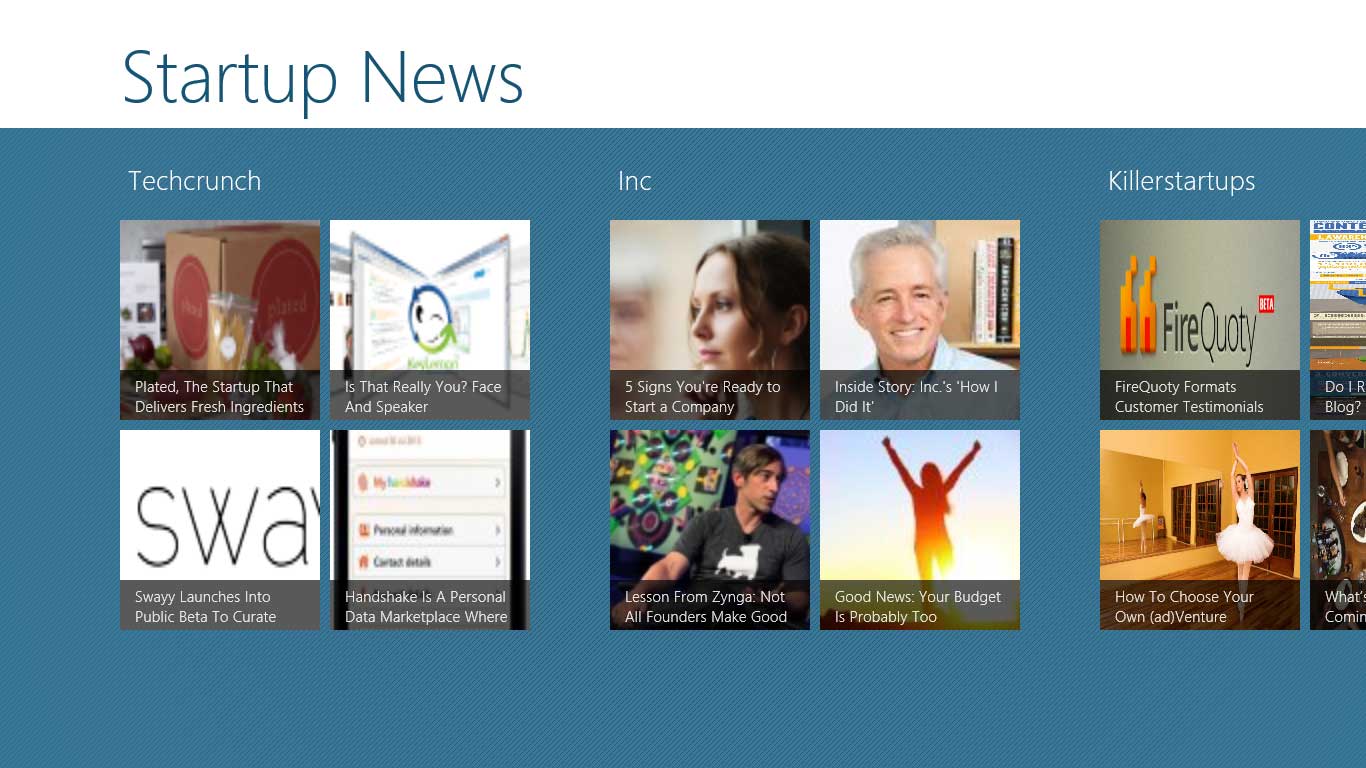 Startup News
Techcrunch
Inc
Killerstartups
plated
KeyLemon
FireQuoty
BETA
CONTE
Plated, The Startup That
Delivers Fresh Ingredients
Is That Really You? Face
And Speaker
5 Signs You're Ready to
Start a Company
Inside Story: Inc.'s 'How I
Did It'
FireQuoty Formats
Customer Testimonials
Do I R
Blog?
sway
My handshake
Personal information
Contact details
Swayy Launches Into
Public Beta To Curate
Handshake Is A Personal
Data Marketplace Where
Lesson From Zynga: Not
All Founders Make Good
Good News: Your Budget
Is Probably Too
How To Choose Your
Own (ad)Venture
What's
Comin